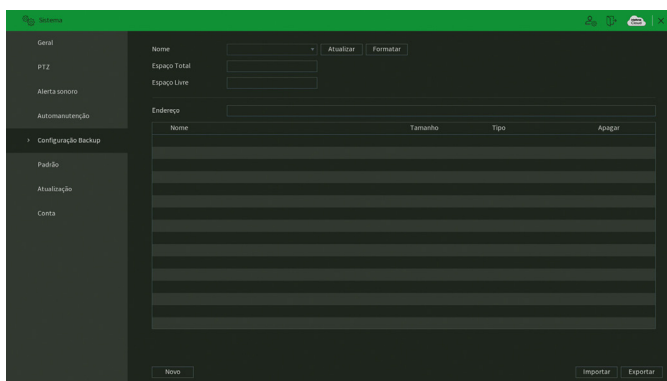 Sistema
Geral
PTZ
Alerta sonoro
Automanutenção
Configuração Backup
Padrão
Atualização
Conta
Nome Atualizar Formatar
Espaço Total
Espaço Livre
Endereço
Nome Tamanho Tipo Apagar
Novo Importar Exportar